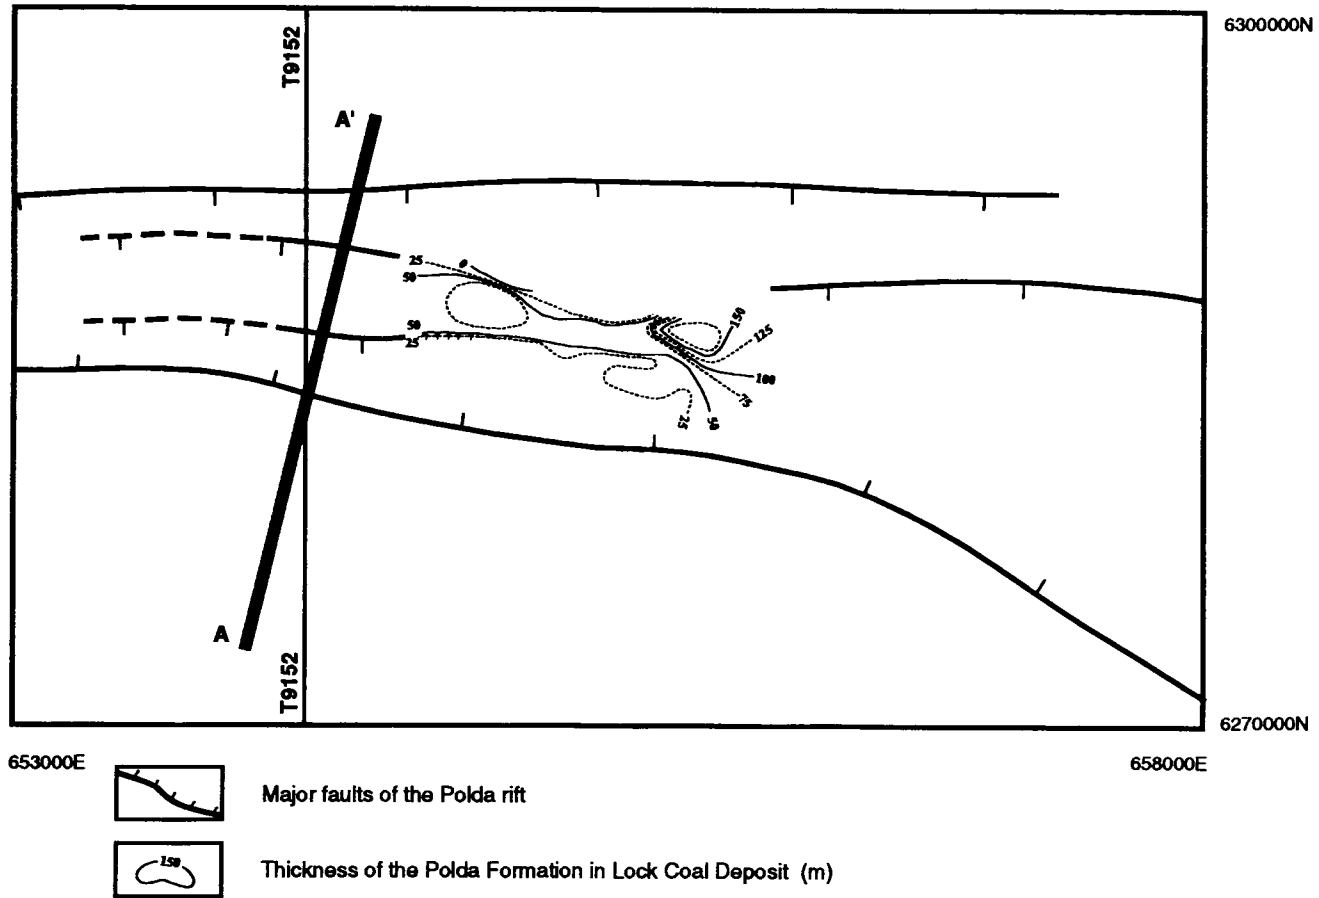 6300000N
T9152
A'
0
25
50
50
25
150
125
100
75
50
25
A
T9152
6270000N
653000E
658000E
Major faults of the Polda rift
150
Thickness of the Polda Formation in Lock Coal Deposit (m)